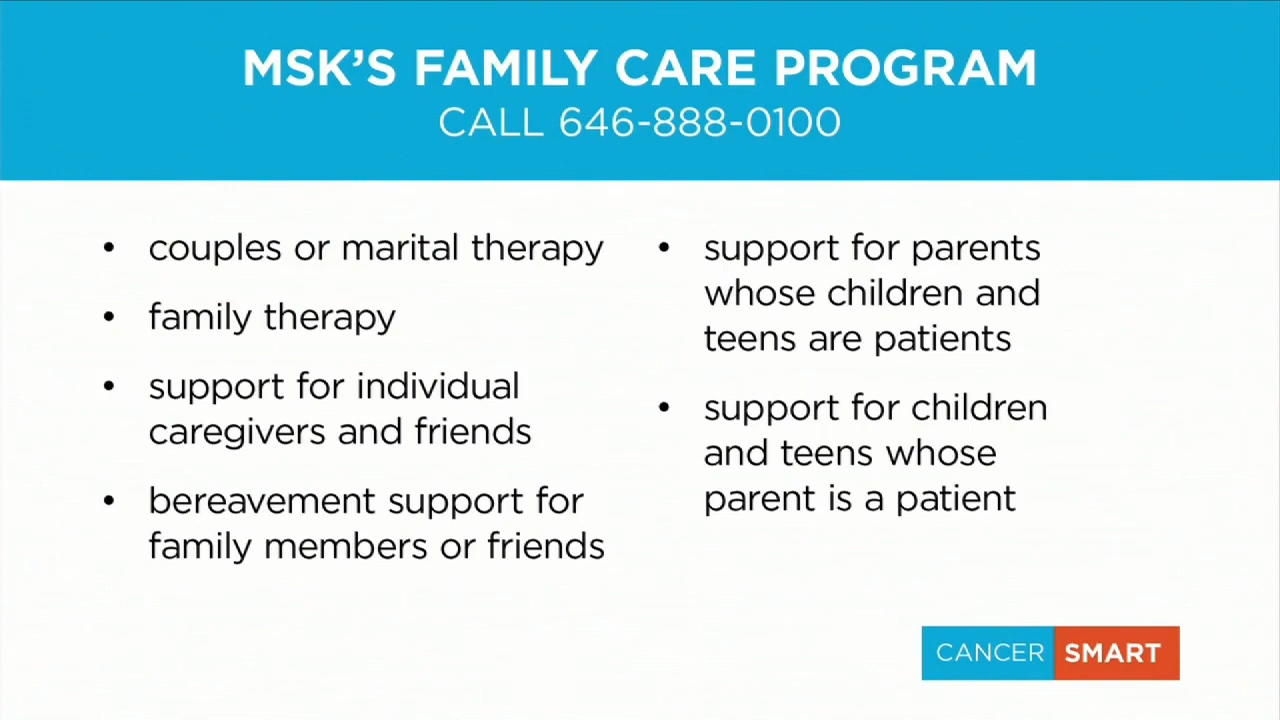 MSK'S FAMILY CARE PROGRAM
CALL 646-888-0100
• couples or marital therapy
• family therapy
• support for individual
caregivers and friends
• bereavement support for
family members or friends
• support for parents
whose children and
teens are patients
• support for children
and teens whose
parent is a patient
CANCER SMART